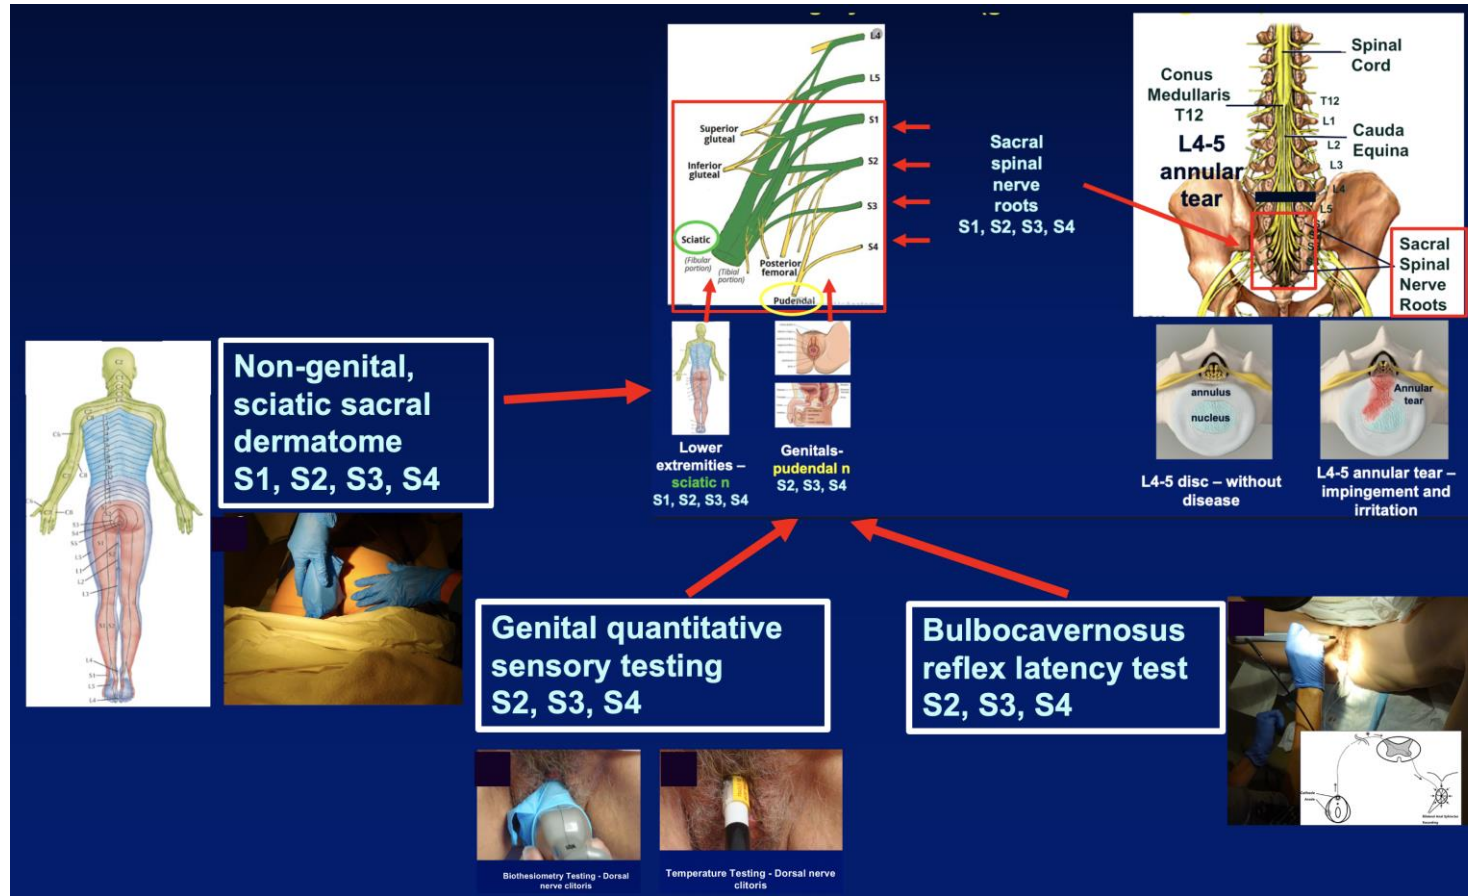 L4
L5
S1
S2
S3
S4
Superior
gluteal
Inferior
gluteal
Sciatic
(Fibular
portion)
(Tibial
portion)
Posterior
femoral
Pudendal
Sacral
spinal
nerve
roots
S1, S2, S3, S4
Conus
Medullaris
T12
L4-5
annular
tear
Spinal
Cord
T12
L1
Cauda
Equina
L2
L3
L4
L5
S1
Sacral
Spinal
Nerve
Roots
Lower
extremities –
sciatic n
S1, S2, S3, S4
Genitals-
pudendal n
S2, S3, S4
annulus
nucleus
L4-5 disc – without
disease
Annular
tear
L4-5 annular tear –
impingement and
irritation
C2
Non-genital,
sciatic sacral
dermatome
S1, S2, S3, S4
Genital quantitative
sensory testing
S2, S3, S4
Bulbocavernosus
reflex latency test
S2, S3, S4
Biothesiometry Testing - Dorsal
nerve clitoris
Temperature Testing - Dorsal nerve
clitoris